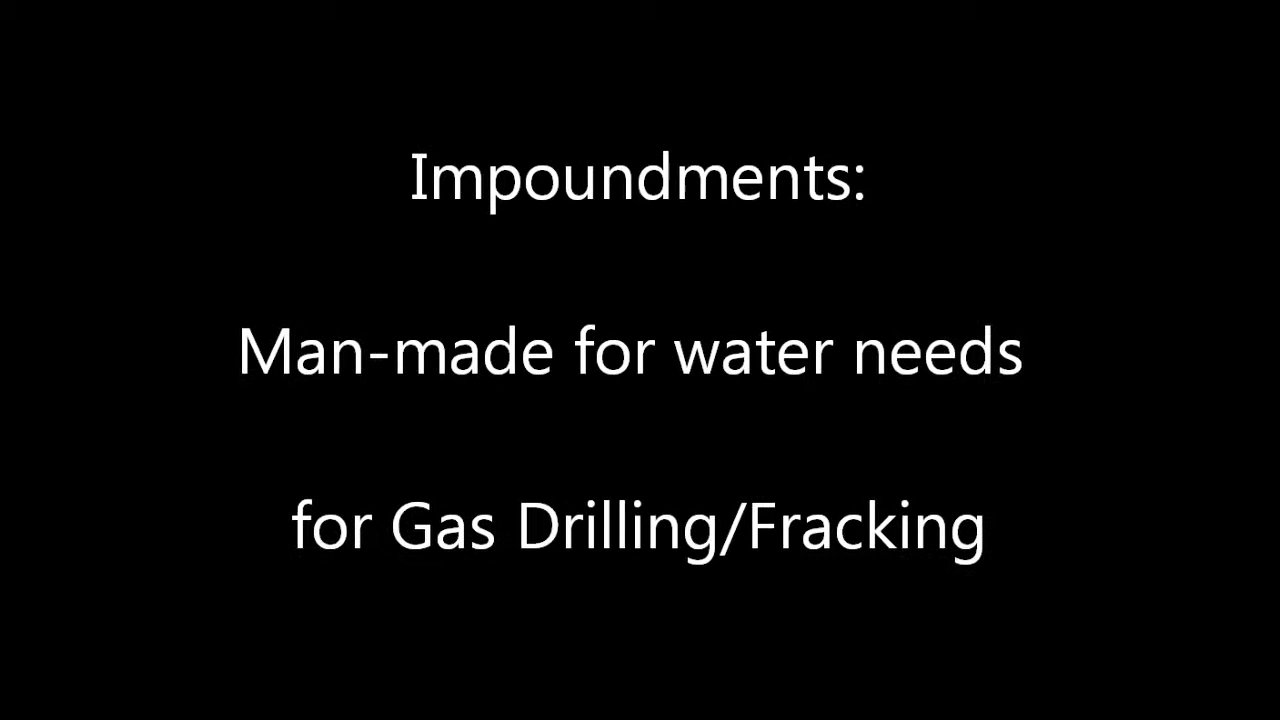 Impoundments:
Man-made for water needs
for Gas Drilling/Fracking